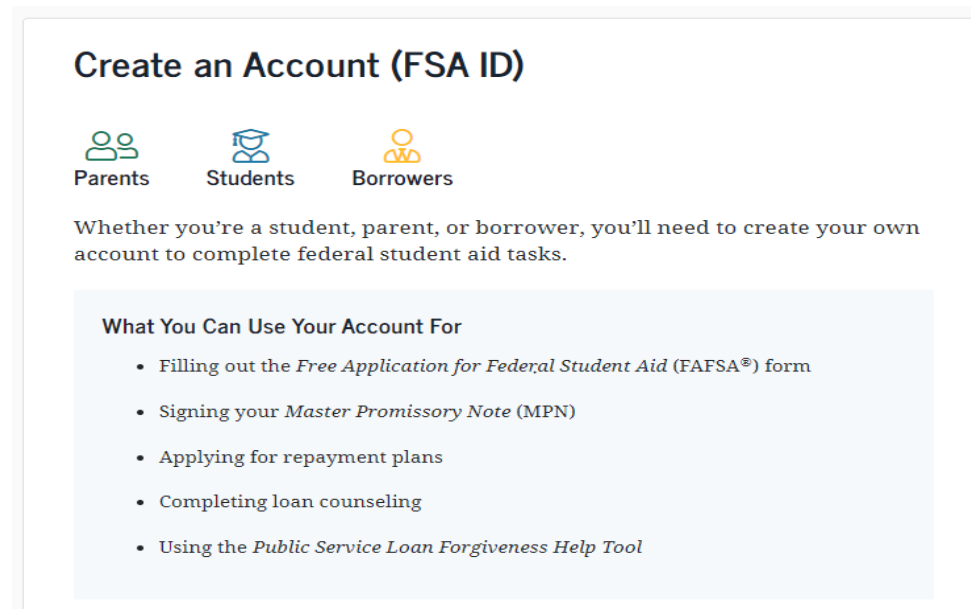 Create an Account (FSA ID)
Parents Students Borrowers
Whether you’re a student, parent, or borrower, you’ll need to create your own
account to complete federal student aid tasks.
What You Can Use Your Account For
• Filling out the Free Application for Federal Student Aid (FAFSA®) form
• Signing your Master Promissory Note (MPN)
• Applying for repayment plans
• Completing loan counseling
• Using the Public Service Loan Forgiveness Help Tool